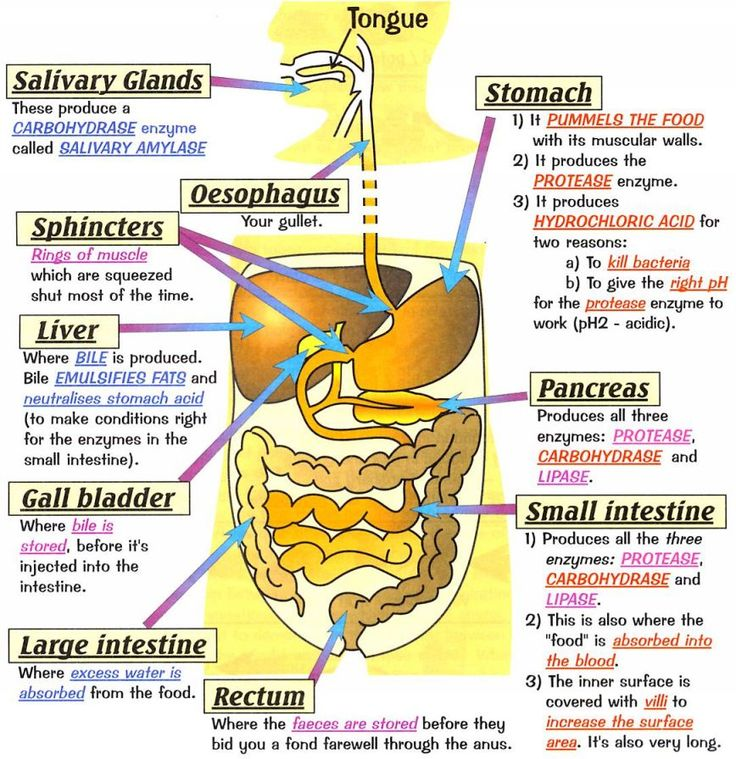 Tongue
Salivary Glands
These produce a
CARBOHYDRASE enzyme
called SALIVARY AMYLASE
Oesophagus
Your gullet.
Sphincters
Rings of muscle
which are squeezed
shut most of the time.
Liver
Where BILE is produced.
Bile EMULSIFIES FATS and
neutralises stomach acid
(to make conditions right
for the enzymes in the
small intestine).
Gall bladder
Where bile is
stored, before it's
injected into the
intestine.
Large intestine
Where excess water is
absorbed from the food.
Rectum
Where the faeces are stored before they
bid you a fond farewell through the anus.
Stomach
1) It PUMMELS THE FOOD
with its muscular walls.
2) It produces the
PROTEASE enzyme.
3) It produces
HYDROCHLORIC ACID for
two reasons:
a) To kill bacteria
b) To give the right pH
for the protease enzyme to
work (pH2 - acidic).
Pancreas
Produces all three
enzymes: PROTEASE,
CARBOHYDRASE and
LIPASE.
Small intestine
1) Produces all the three
enzymes: PROTEASE,
CARBOHYDRASE and
LIPASE.
2) This is also where the
"food" is absorbed into
the blood.
3) The inner surface is
covered with villi to
increase the surface
area. It's also very long.